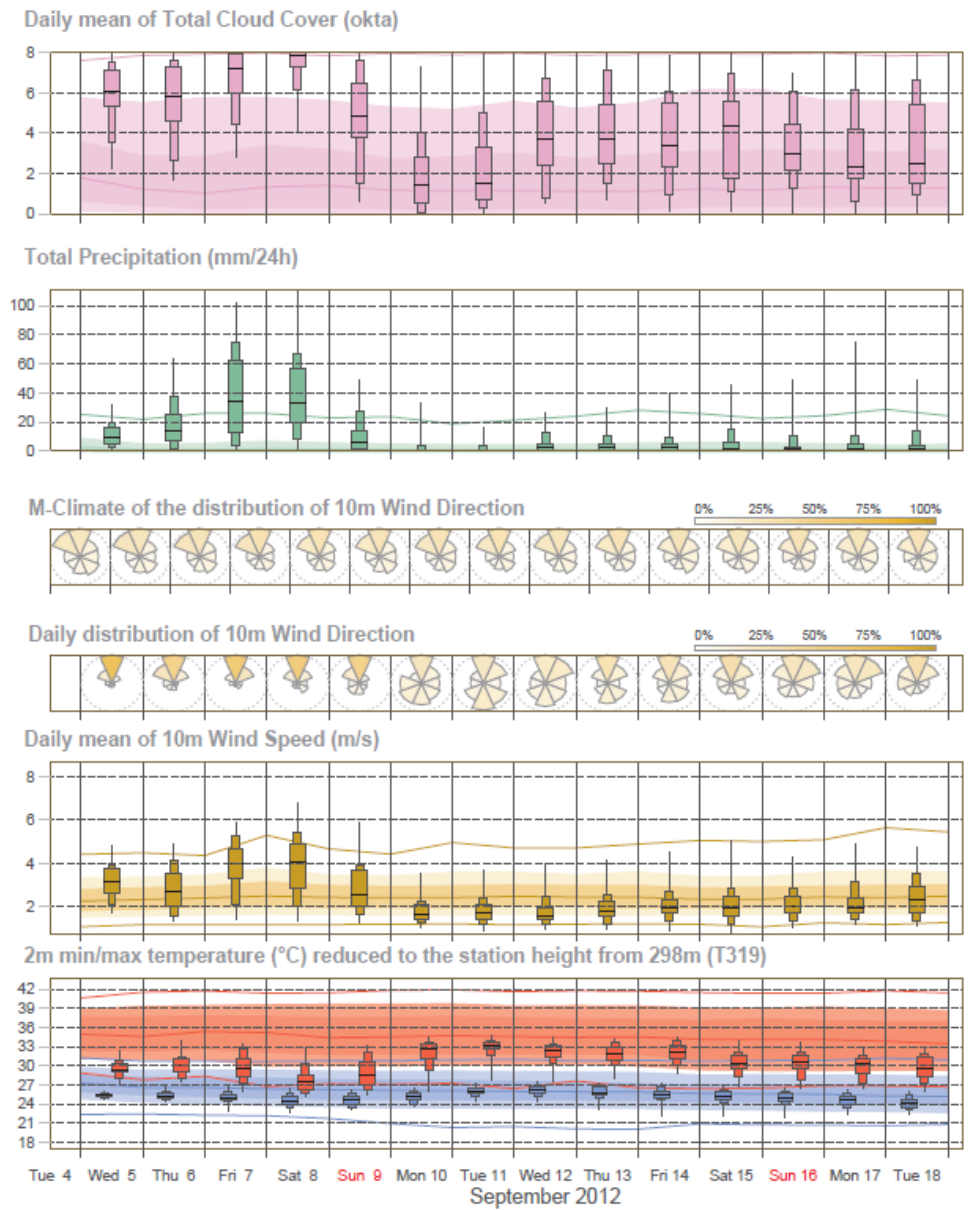 Daily mean of Total Cloud Cover (okta)
8
6
4
2
0
Total Precipitation (mm/24h)
100
80
60
40
20
0
M-Climate of the distribution of 10m Wind Direction
0% 25% 50% 75% 100%
Daily distribution of 10m Wind Direction
0% 25% 50% 75% 100%
Daily mean of 10m Wind Speed (m/s)
8
6
4
2
2m min/max temperature (°C) reduced to the station height from 298m (T319)
42
39
36
33
30
27
24
21
18
Tue 4 Wed 5 Thu 6 Fri 7 Sat 8 Sun 9 Mon 10 Tue 11 Wed 12 Thu 13 Fri 14 Sat 15 Sun 16 Mon 17 Tue 18
September 2012